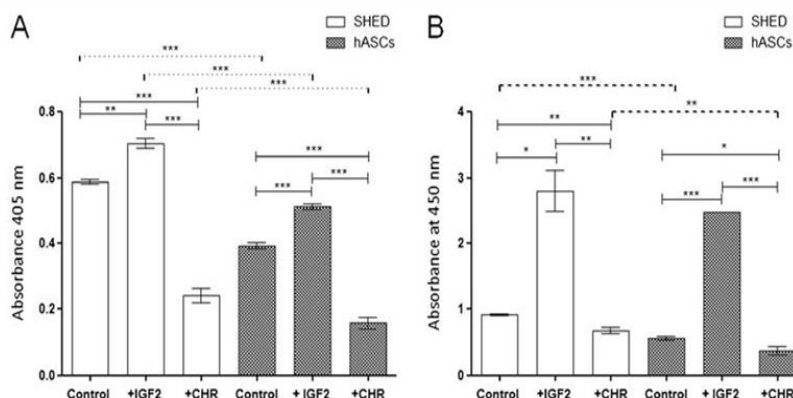 A
SHED
hASCs
***
***
***
***
**
***
***
***
***
Absorbance 405 nm
0.8
0.6
0.4
0.2
0.0
Control
+IGF2
+CHR
Control
+ IGF2
+CHR
B
SHED
hASCs
***
**
**
*
**
*
***
***
Absorbance at 450 nm
4
3
2
1
0
Control
+IGF2
+CHR
Control
+ IGF2
+CHR